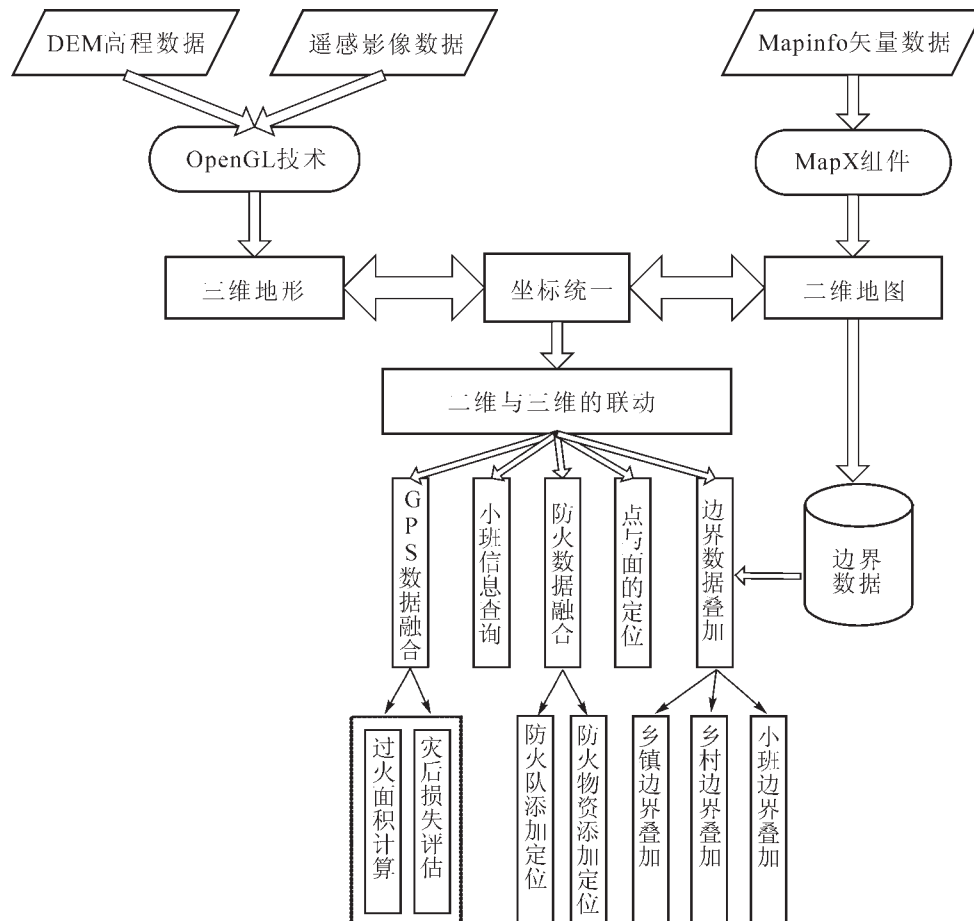 DEM高程数据
遥感影像数据
Mapinfo矢量数据
OpenGL技术
MapX组件
三维地形
坐标统一
二维地图
二维与三维的联动
GPS数据融合
小班信息查询
防火数据融合
点与面的定位
边界数据叠加
边界
数据
过火面积计算
灾后损失评估
防火队添加定位
防火物资添加定位
乡镇边界叠加
乡村边界叠加
小班边界叠加